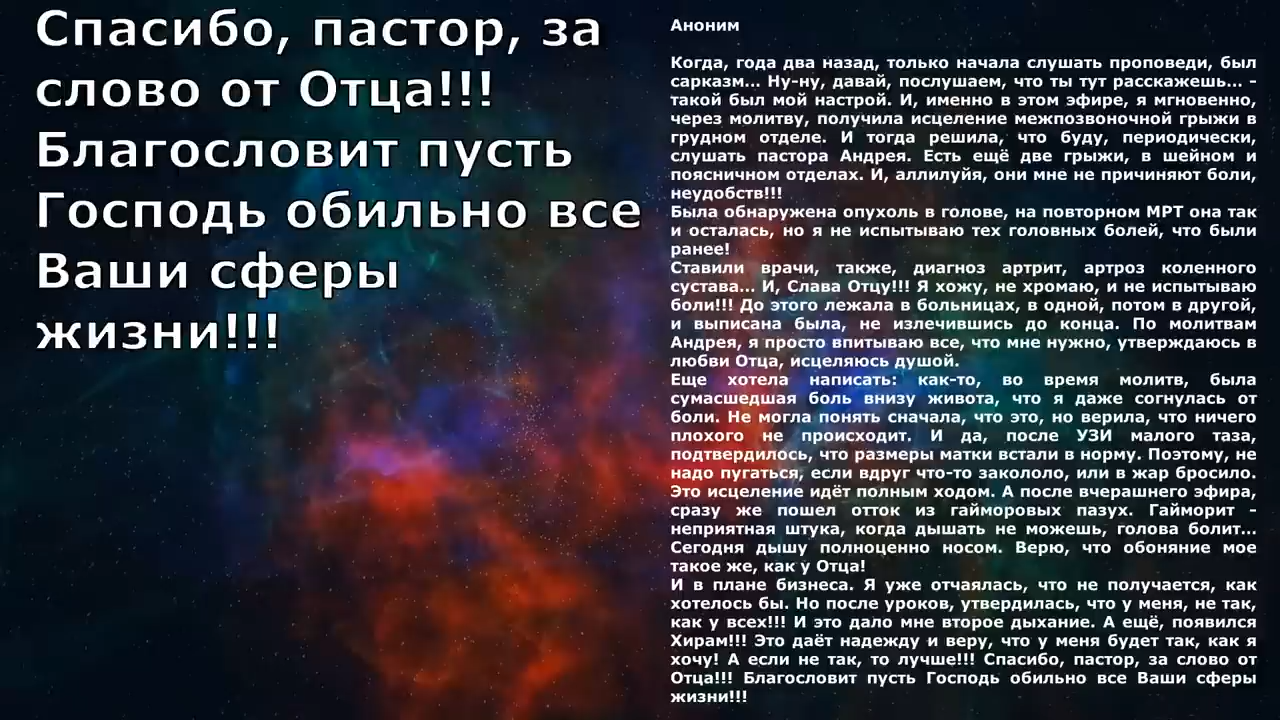 Спасибо, пастор, за
слово от Отца!!!
Благословит пусть
Господь обильно все
Ваши сферы
жизни!!!
Аноним
Когда, года два назад, только начала слушать проповеди, был
сарказм... Ну-ну, давай, послушаем, что ты тут расскажешь... -
такой был мой настрой. И, именно в этом эфире, я мгновенно,
через молитву, получила исцеление межпозвоночной грыжи в
грудном отделе. И тогда решила, что буду, периодически,
слушать пастора Андрея. Есть ещё две грыжи, в шейном и
поясничном отделах. И, аллилуйя, они мне не причиняют боли,
неудобств!!!
Была обнаружена опухоль в голове, на повторном МРТ она так
и осталась, но я не испытываю тех головных болей, что были
ранее!
Ставили врачи, также, диагноз артрит, артроз коленного
сустава... И, Слава Отцу!!! Я хожу, не хромаю, и не испытываю
боли!!! До этого лежала в больницах, в одной, потом в другой,
и выписана была, не излечившись до конца. По молитвам
Андрея, я просто впитываю все, что мне нужно, утверждаюсь в
любви Отца, исцеляюсь душой.
Еще хотела написать: как-то, во время молитв, была
сумасшедшая боль внизу живота, что я даже согнулась от
боли. Не могла понять сначала, что это, но верила, что ничего
плохого не происходит. И да, после УЗИ малого таза,
подтвердилось, что размеры матки встали в норму. Поэтому, не
надо пугаться, если вдруг что-то закололо, или в жар бросило.
Это исцеление идёт полным ходом. А после вчерашнего эфира,
сразу же пошел отток из гайморовых пазух. Гайморит -
неприятная штука, когда дышать не можешь, голова болит...
Сегодня дышу полноценно носом. Верю, что обоняние мое
такое же, как у Отца!
И в плане бизнеса. Я уже отчаялась, что не получается, как
хотелось бы. Но после уроков, утвердилась, что у меня, не так,
как у всех!!! И это дало мне второе дыхание. А ещё, появился
Хирам!!! Это даёт надежду и веру, что у меня будет так, как я
хочу! А если не так, то лучше!!! Спасибо, пастор, за слово от
Отца!!! Благословит пусть Господь обильно все Ваши сферы
жизни!!!